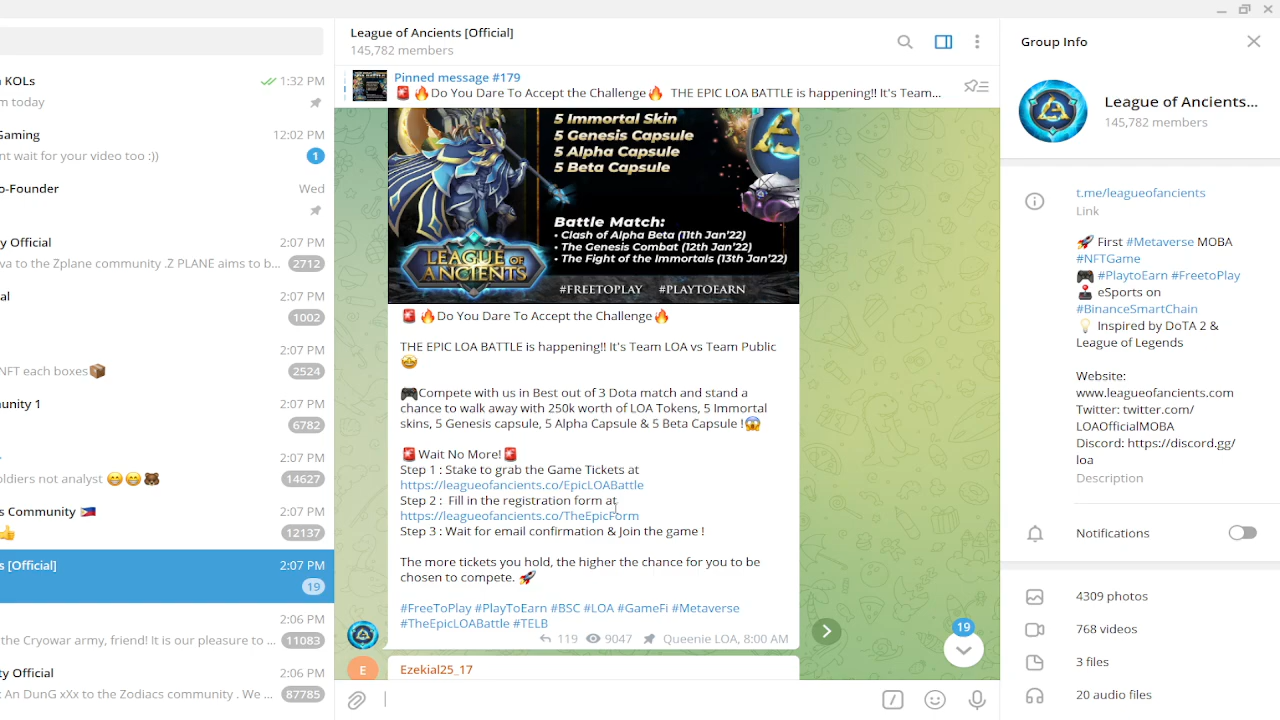 KOLs
1:32 PM
m today
Gaming
12:02 PM
nt wait for your video too :))
1
o-Founder
Wed
y Official
2:07 PM
va to the Zplane community .Z PLANE aims to b...
2712
al
2:07 PM
1002
2:07 PM
NFT each boxes📦
2524
unity 1
2:07 PM
6782
2:07 PM
oldiers not analyst 😁😁🐻
14627
s Community 🇵🇭
2:07 PM
👍
12137
s [Official]
2:07 PM
19
2:06 PM
the Cryowar army, friend! It is our pleasure to ...
11083
ty Official
2:06 PM
: An DunG xXx to the Zodiacs community . We ...
87785
League of Ancients [Official]
145,782 members
Pinned message #179
🚨 🔥Do You Dare To Accept the Challenge🔥 THE EPIC LOA BATTLE is happening!! It's Team...
5 Immortal Skin
5 Genesis Capsule
5 Alpha Capsule
5 Beta Capsule
Battle Match:
• Clash of Alpha Beta (11th Jan'22)
• The Genesis Combat (12th Jan'22)
• The Fight of the Immortals (13th Jan'22)
LEAGUE OF
ANCIENTS
#FREETOPLAY #PLAYTOEARN
🚨 🔥Do You Dare To Accept the Challenge🔥
THE EPIC LOA BATTLE is happening!! It's Team LOA vs Team Public
🤩
🎮Compete with us in Best out of 3 Dota match and stand a
chance to walk away with 250k worth of LOA Tokens, 5 Immortal
skins, 5 Genesis capsule, 5 Alpha Capsule & 5 Beta Capsule !😱
🚨Wait No More!🚨
Step 1 : Stake to grab the Game Tickets at
https://leagueofancients.co/EpicLOABattle
Step 2 : Fill in the registration form at
https://leagueofancients.co/TheEpicForm
Step 3 : Wait for email confirmation & Join the game !
The more tickets you hold, the higher the chance for you to be
chosen to compete. 🚀
#FreeToPlay #PlayToEarn #BSC #LOA #GameFi #Metaverse
#TheEpicLOABattle #TELB
119 9047 Queenie LOA, 8:00 AM
19
E
Ezekial25_17
Group Info
League of Ancients...
145,782 members
t.me/leagueofancients
Link
🚀 First #Metaverse MOBA
#NFTGame
🎮 #PlaytoEarn #FreetoPlay
🕹 eSports on
#BinanceSmartChain
💡 Inspired by DoTA 2 &
League of Legends
Website:
www.leagueofancients.com
Twitter: twitter.com/
LOAOfficialMOBA
Discord: https://discord.gg/
loa
Description
Notifications
4309 photos
768 videos
3 files
20 audio files